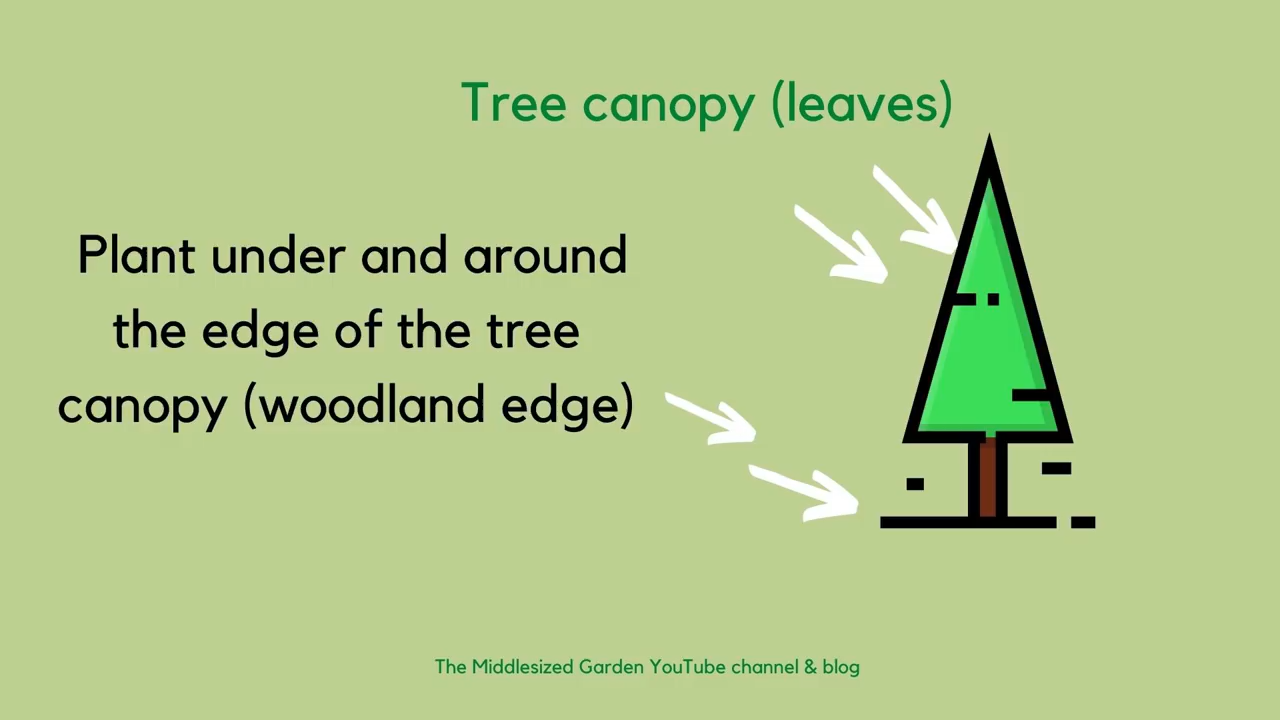 Tree canopy (leaves)
Plant under and around
the edge of the tree
canopy (woodland edge)
The Middlesized Garden YouTube channel & blog